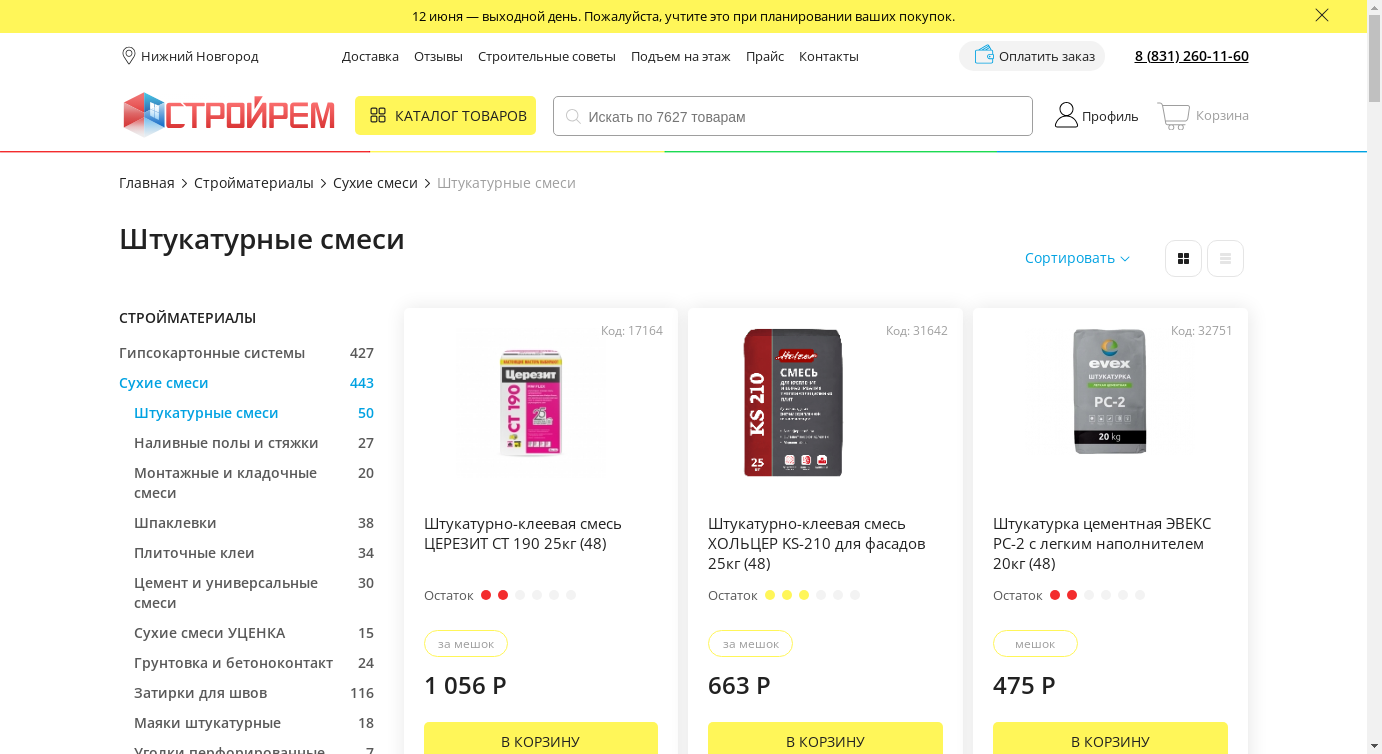 12 июня — выходной день. Пожалуйста, учтите это при планировании ваших покупок.
Нижний Новгород
Доставка Отзывы Строительные советы Подъем на этаж Прайс Контакты
Оплатить заказ
8 (831) 260-11-60
СТРОЙРЕМ
КАТАЛОГ ТОВАРОВ
Искать по 7627 товарам
Профиль
Корзина
Главная > Стройматериалы > Сухие смеси > Штукатурные смеси
Штукатурные смеси
Сортировать
СТРОЙМАТЕРИАЛЫ
Гипсокартонные системы 427
Сухие смеси 443
Штукатурные смеси 50
Наливные полы и стяжки 27
Монтажные и кладочные 20
смеси
Шпаклевки 38
Плиточные клеи 34
Цемент и универсальные 30
смеси
Сухие смеси УЦЕНКА 15
Грунтовка и бетоноконтакт 24
Затирки для швов 116
Маяки штукатурные 18
Уголки перфорированные 7
Код: 17164
Церезит
CT 190
25
Штукатурно-клеевая смесь
ЦЕРЕЗИТ СТ 190 25кг (48)
Остаток
за мешок
1 056 Р
В КОРЗИНУ
Код: 31642
Holzer
СМЕСЬ
KS 210
25
Штукатурно-клеевая смесь
ХОЛЬЦЕР KS-210 для фасадов
25кг (48)
Остаток
за мешок
663 Р
В КОРЗИНУ
Код: 32751
evex
ШТУКАТУРКА
PC-2
20 kg
Штукатурка цементная ЭВЕКС
РС-2 с легким наполнителем
20кг (48)
Остаток
мешок
475 Р
В КОРЗИНУ